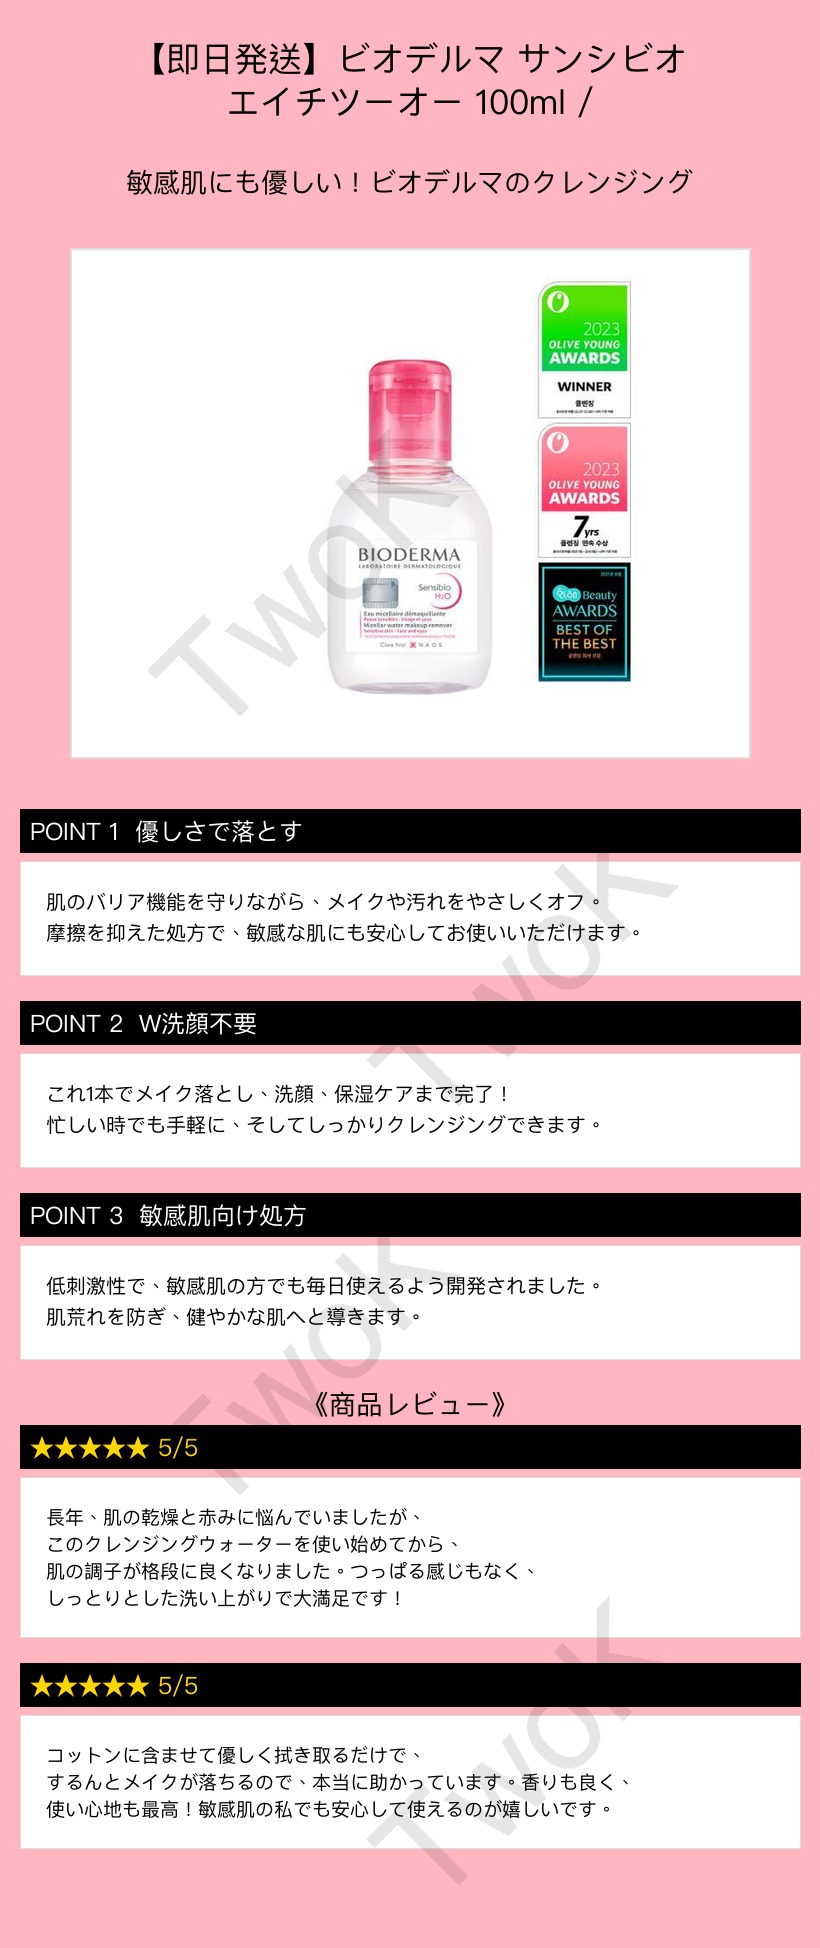 【即日発送】ビオデルマ サンシビオ
エイチツーオー 100ml /
敏感肌にも優しい！ビオデルマのクレンジング
2023
OLIVE YOUNG
AWARDS
WINNER
클렌징
2023
OLIVE YOUNG
AWARDS
7yrs
클렌징 연속 수상
Beauty
AWARDS
BEST OF
THE BEST
BIODERMA
LABORATOIRE DERMATOLOGIQUE
Sensibio
H2O
Eau micellaire démaquillante
Peaux sensibles - Visage et yeux
Micellar water makeup remover
Sensitive skin - Face and eyes
Care first. NAOS
TwoK
POINT 1 優しさで落とす
肌のバリア機能を守りながら、メイクや汚れをやさしくオフ。
摩擦を抑えた処方で、敏感な肌にも安心してお使いいただけます。
TwoK
POINT 2 W洗顔不要
これ1本でメイク落とし、洗顔、保湿ケアまで完了！
忙しい時でも手軽に、そしてしっかりクレンジングできます。
POINT 3 敏感肌向け処方
低刺激性で、敏感肌の方でも毎日使えるよう開発されました。
肌荒れを防ぎ、健やかな肌へと導きます。
TwoK
《商品レビュー》
★★★★★ 5/5
長年、肌の乾燥と赤みに悩んでいましたが、
このクレンジングウォーターを使い始めてから、
肌の調子が格段に良くなりました。つっぱる感じもなく、
しっとりとした洗い上がりで大満足です！
★★★★★ 5/5
コットンに含ませて優しく拭き取るだけで、
するんとメイクが落ちるので、本当に助かっています。香りも良く、
使い心地も最高！敏感肌の私でも安心して使えるのが嬉しいです。
TwoK